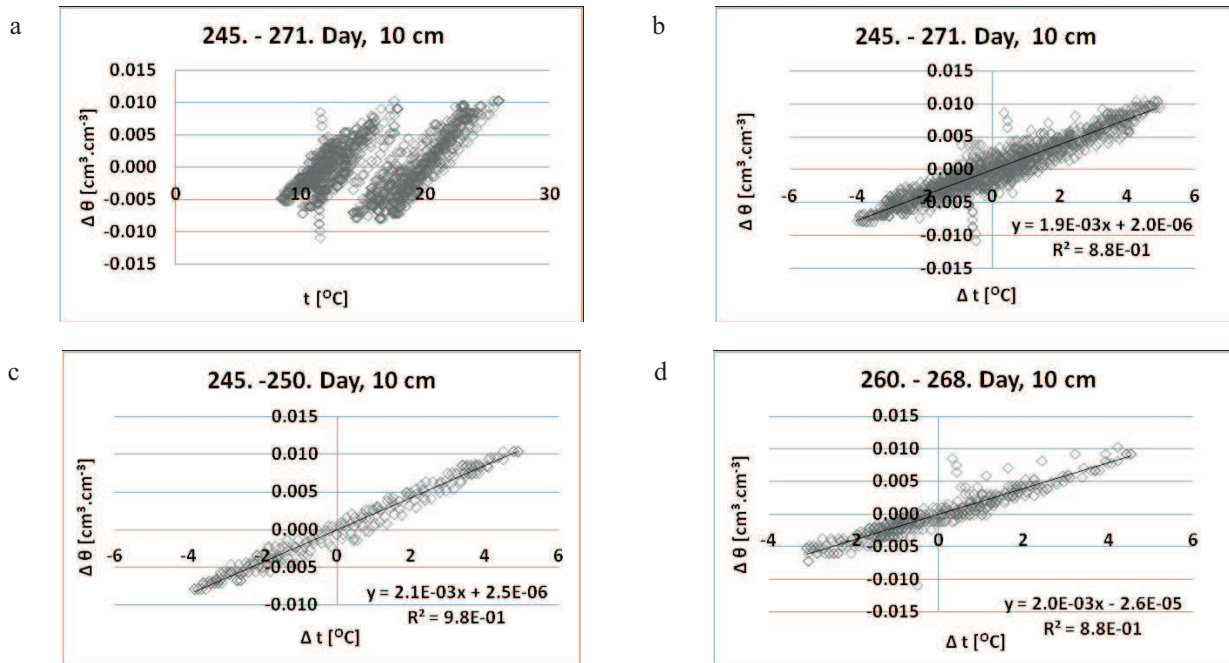 a
245. - 271. Day, 10 cm
0.015
0.010
0.005
0.000
-0.005
-0.010
-0.015
0
10
20
30
Δ θ [cm³.cm⁻³]
t [ᴼC]
b
245. - 271. Day, 10 cm
0.015
0.010
0.005
0.000
-0.005
-0.010
-0.015
-6
-4
-2
0
2
4
6
Δ θ [cm³.cm⁻³]
y = 1.9E-03x + 2.0E-06
R² = 8.8E-01
Δ t [ᴼC]
c
245. -250. Day, 10 cm
0.015
0.010
0.005
0.000
-0.005
-0.010
-6
-4
-2
0
2
4
6
Δ θ [cm³.cm⁻³]
y = 2.1E-03x + 2.5E-06
R² = 9.8E-01
Δ t [ᴼC]
d
260. - 268. Day, 10 cm
0.015
0.010
0.005
0.000
-0.005
-0.010
-0.015
-4
-2
0
2
4
6
Δ θ [cm³.cm⁻³]
y = 2.0E-03x - 2.6E-05
R² = 8.8E-01
Δ t [ᴼC]